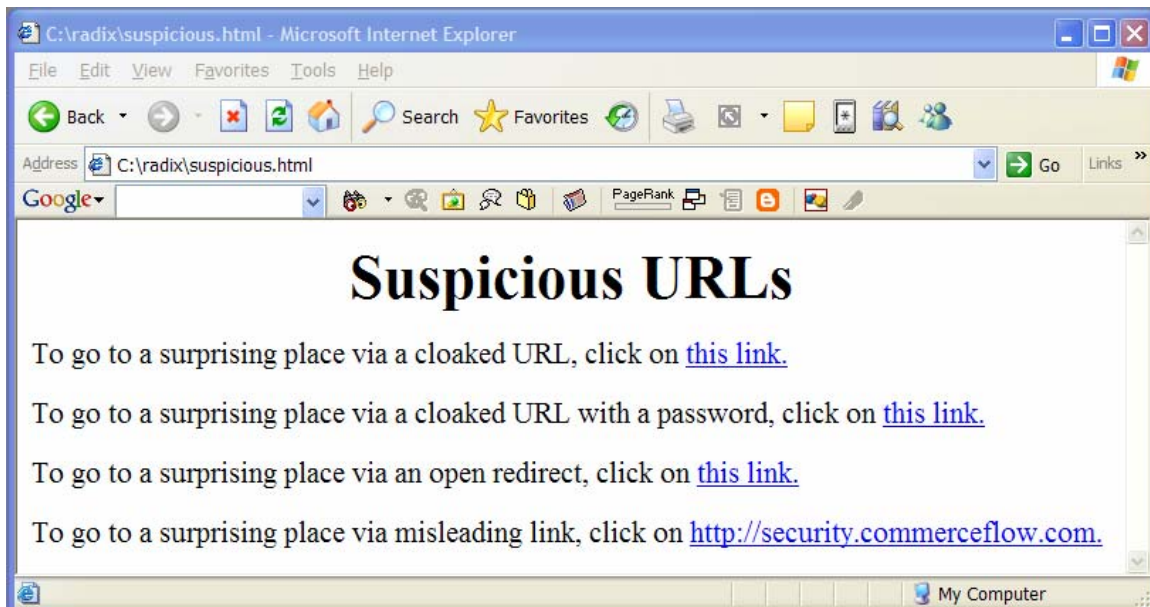 C:\radix\suspicious.html - Microsoft Internet Explorer
File Edit View Favorites Tools Help
Back Search Favorites
Address C:\radix\suspicious.html Go Links »
Google PageRank
Suspicious URLs
To go to a surprising place via a cloaked URL, click on this link.
To go to a surprising place via a cloaked URL with a password, click on this link.
To go to a surprising place via an open redirect, click on this link.
To go to a surprising place via misleading link, click on http://security.commerceflow.com.
My Computer